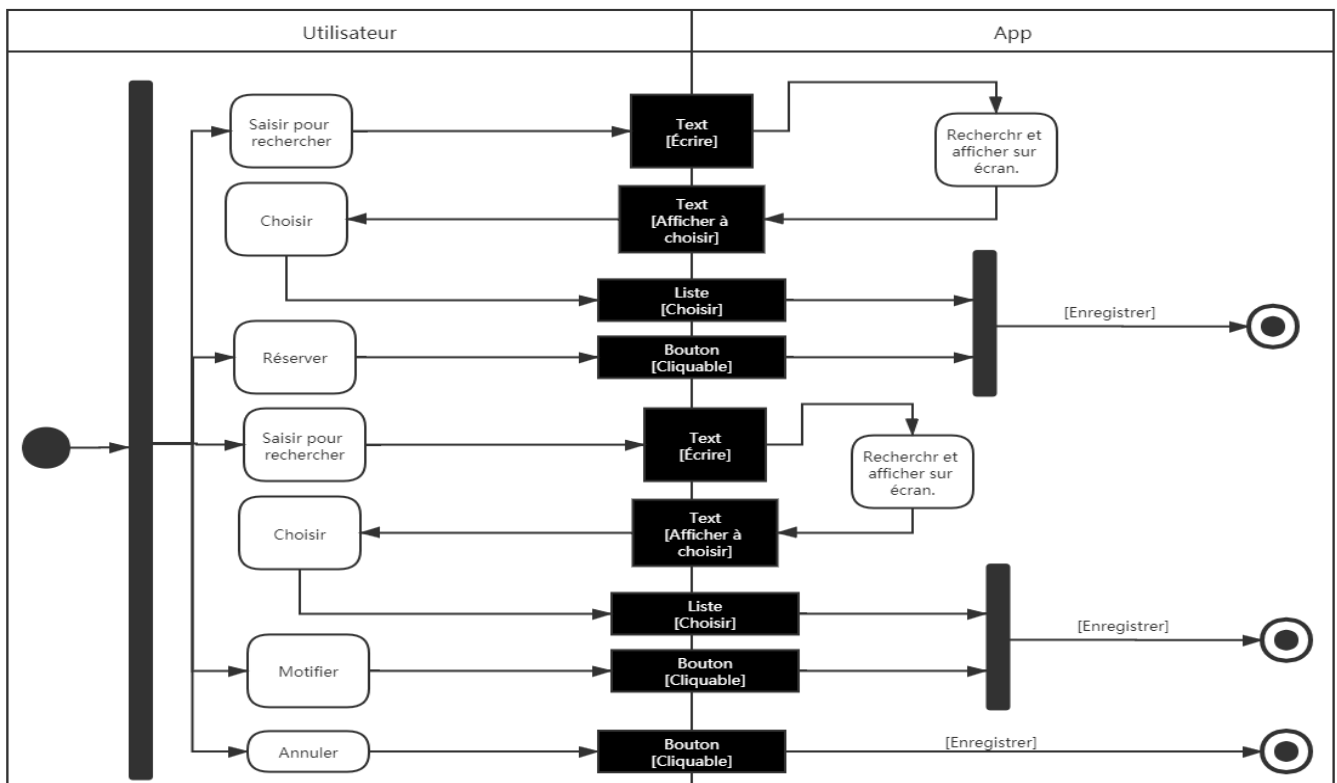 Utilisateur
App
Saisir pour
rechercher
Text
[Écrire]
Recherchr et
afficher sur
écran.
Choisir
Text
[Afficher à
choisir]
Liste
[Choisir]
[Enregistrer]
Réserver
Bouton
[Cliquable]
Saisir pour
rechercher
Text
[Écrire]
Recherchr et
afficher sur
écran.
Choisir
Text
[Afficher à
choisir]
Liste
[Choisir]
[Enregistrer]
Motifier
Bouton
[Cliquable]
Annuler
Bouton
[Cliquable]
[Enregistrer]